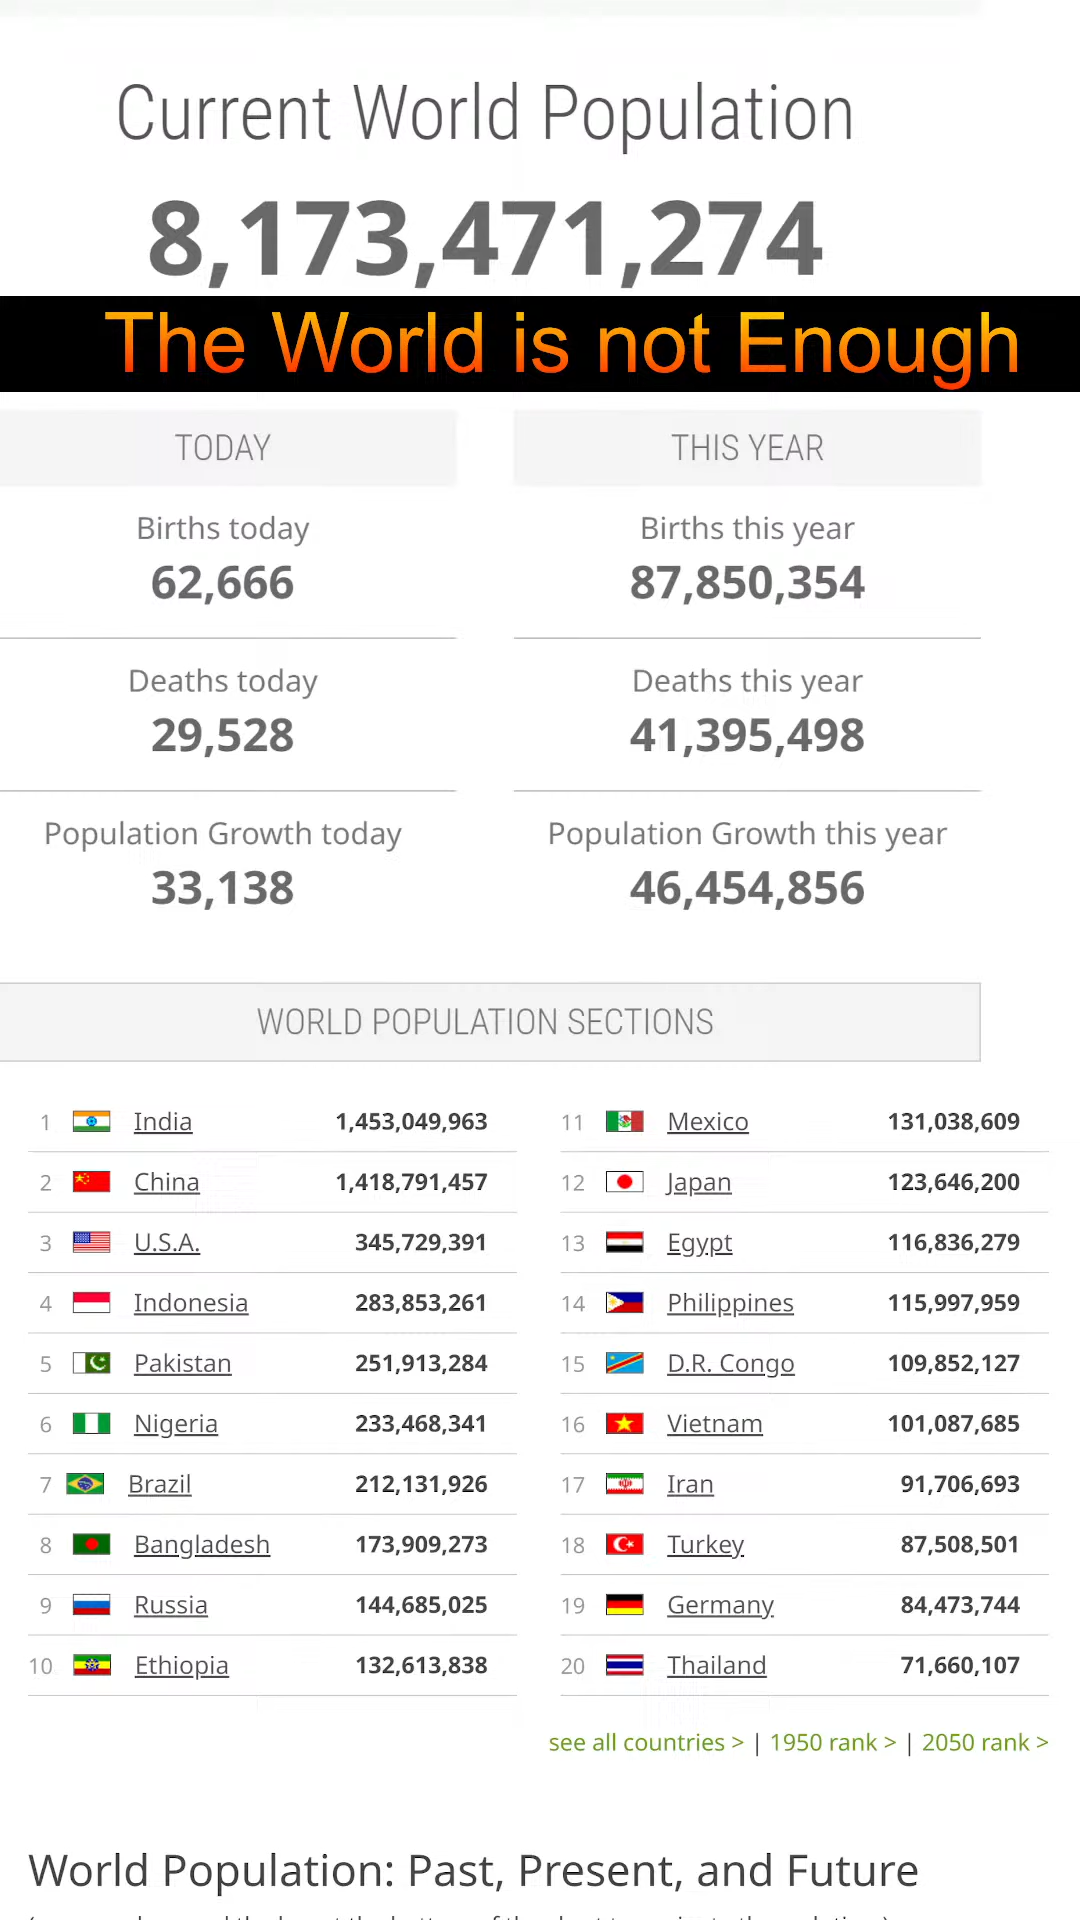 Current World Population
8,173,471,274
The World is not Enough
TODAY
THIS YEAR
Births today
62,666
Births this year
87,850,354
Deaths today
29,528
Deaths this year
41,395,498
Population Growth today
33,138
Population Growth this year
46,454,856
WORLD POPULATION SECTIONS
1 India 1,453,049,963
2 China 1,418,791,457
3 U.S.A. 345,729,391
4 Indonesia 283,853,261
5 Pakistan 251,913,284
6 Nigeria 233,468,341
7 Brazil 212,131,926
8 Bangladesh 173,909,273
9 Russia 144,685,025
10 Ethiopia 132,613,838
11 Mexico 131,038,609
12 Japan 123,646,200
13 Egypt 116,836,279
14 Philippines 115,997,959
15 D.R. Congo 109,852,127
16 Vietnam 101,087,685
17 Iran 91,706,693
18 Turkey 87,508,501
19 Germany 84,473,744
20 Thailand 71,660,107
see all countries > | 1950 rank > | 2050 rank >
World Population: Past, Present, and Future